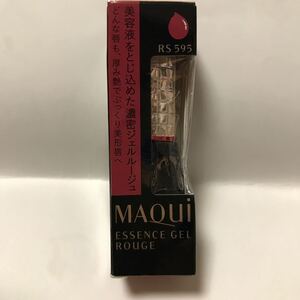 RS 595
美容液をとじ込めた濃密ジェルルージュ
どんな唇も、厚み艶でぷっくり美形唇へ
MAQUi
ESSENCE GEL
ROUGE